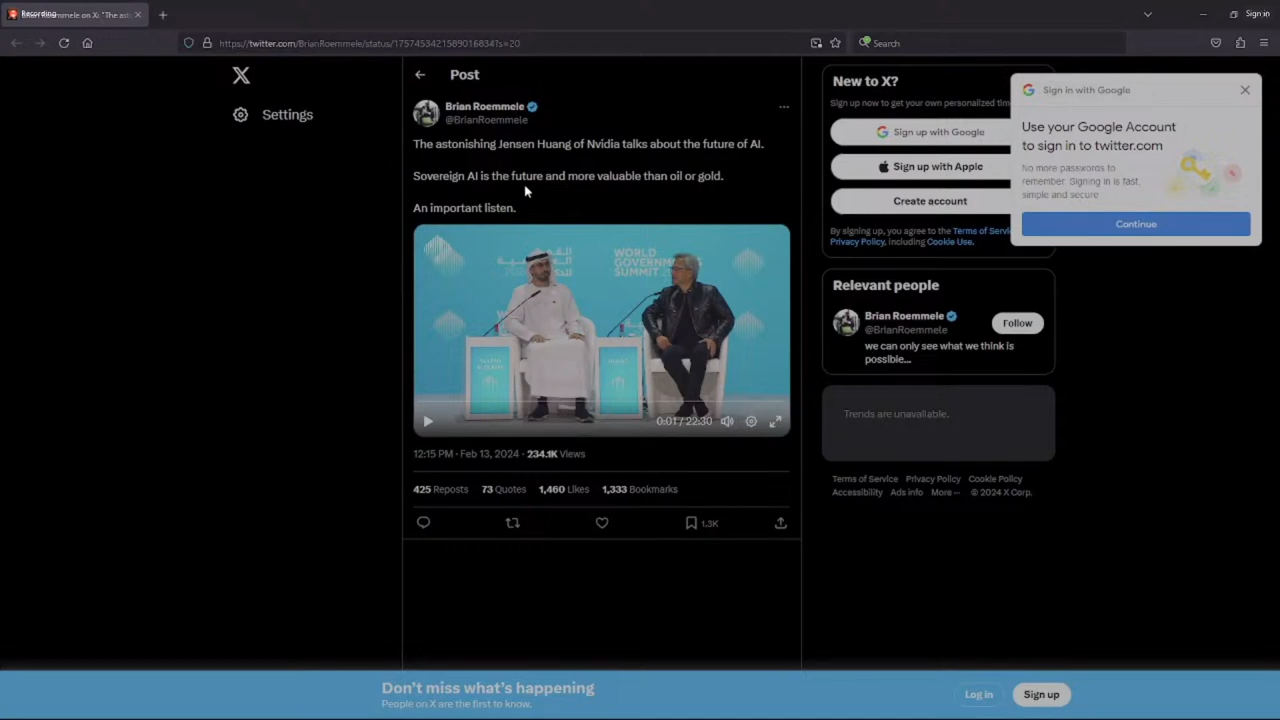 Recording
Brian Roemmele on X: "The ast
Sign in
https://twitter.com/BrianRoemmele/status/1757453421589016834?s=20
Search
Settings
Post
Brian Roemmele
@BrianRoemmele
The astonishing Jensen Huang of Nvidia talks about the future of AI.
Sovereign AI is the future and more valuable than oil or gold.
An important listen.
القمة العالمية
WORLD
GOVERNMENTS
SUMMIT
0:01 / 22:30
12:15 PM · Feb 13, 2024 · 234.1K Views
425 Reposts 73 Quotes 1,460 Likes 1,333 Bookmarks
1.3K
New to X?
Sign up now to get your own personalized
Sign up with Google
Sign up with Apple
Create account
By signing up, you agree to the Terms of
Privacy Policy, including Cookie Use.
Sign in with Google
Use your Google Account
to sign in to twitter.com
No more passwords to
remember. Signing in is fast,
simple and secure
Continue
Relevant people
Brian Roemmele
@BrianRoemmele
Follow
we can only see what we think is
possible...
Trends are unavailable.
Terms of Service Privacy Policy Cookie Policy
Accessibility Ads info More ··· © 2024 X Corp.
Don't miss what's happening
People on X are the first to know.
Log in
Sign up